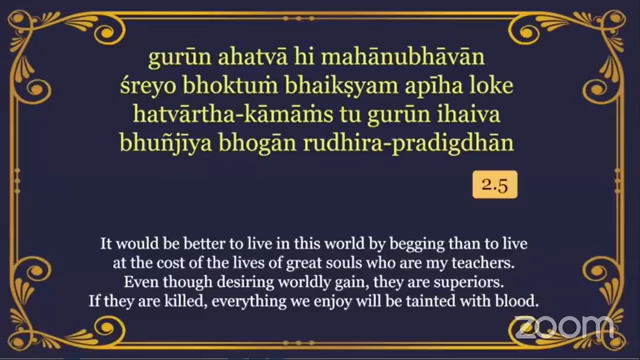 gurūn ahatvā hi mahānubhāvān
śreyo bhoktuṁ bhaikṣyam apīha loke
hatvārtha-kāmāṁs tu gurūn ihaiva
bhuñjīya bhogān rudhira-pradigdhān
2.5
It would be better to live in this world by begging than to live
at the cost of the lives of great souls who are my teachers.
Even though desiring worldly gain, they are superiors.
If they are killed, everything we enjoy will be tainted with blood.
zoom